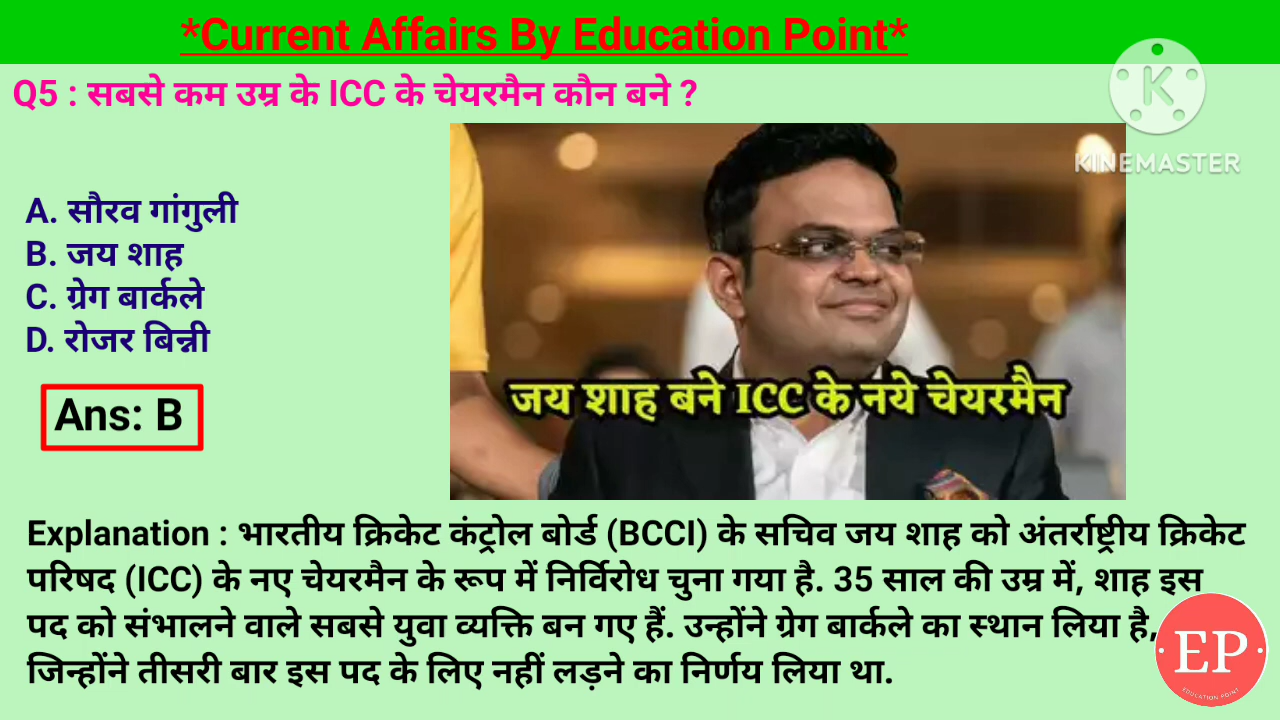 *Current Affairs By Education Point*
Q5 : सबसे कम उम्र के ICC के चेयरमैन कौन बने ?
KINEMASTER
A. सौरव गांगुली
B. जय शाह
C. ग्रेग बार्कले
D. रोजर बिन्नी
Ans: B
जय शाह बने ICC के नये चेयरमैन
Explanation : भारतीय क्रिकेट कंट्रोल बोर्ड (BCCI) के सचिव जय शाह को अंतर्राष्ट्रीय क्रिकेट
परिषद (ICC) के नए चेयरमैन के रूप में निर्विरोध चुना गया है. 35 साल की उम्र में, शाह इस
पद को संभालने वाले सबसे युवा व्यक्ति बन गए हैं. उन्होंने ग्रेग बार्कले का स्थान लिया है,
जिन्होंने तीसरी बार इस पद के लिए नहीं लड़ने का निर्णय लिया था.
EP
EDUCATION POINT